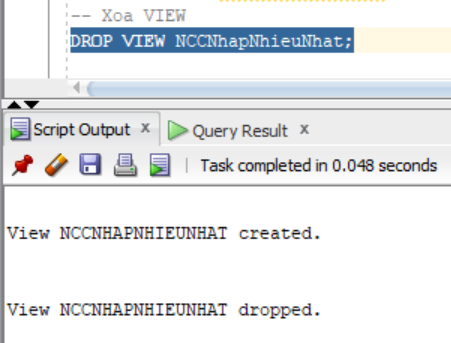 -- Xoa VIEW
DROP VIEW NCCNhapNhieuNhat;
Script Output x
Query Result x
Task completed in 0.048 seconds
View NCCNHAPNHIEUNHAT created.
View NCCNHAPNHIEUNHAT dropped.